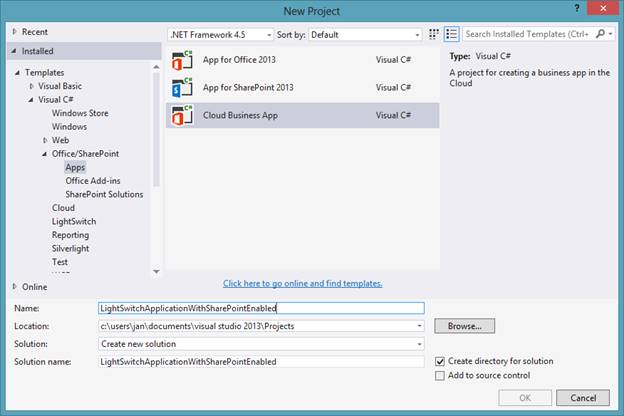 New Project
?
Recent
.NET Framework 4.5
Sort by:
Default
Search Installed Templates (Ctrl+
Installed
Templates
Visual Basic
Visual C#
Windows Store
Windows
Web
Office/SharePoint
Apps
Office Add-ins
SharePoint Solutions
Cloud
LightSwitch
Reporting
Silverlight
Test
Online
App for Office 2013 Visual C#
App for SharePoint 2013 Visual C#
Cloud Business App Visual C#
Type: Visual C#
A project for creating a business app in the
Cloud
Click here to go online and find templates.
Name: LightSwitchApplicationWithSharePointEnabled
Location: c:\users\jan\documents\visual studio 2013\Projects
Browse...
Solution: Create new solution
Solution name: LightSwitchApplicationWithSharePointEnabled
Create directory for solution
Add to source control
OK
Cancel